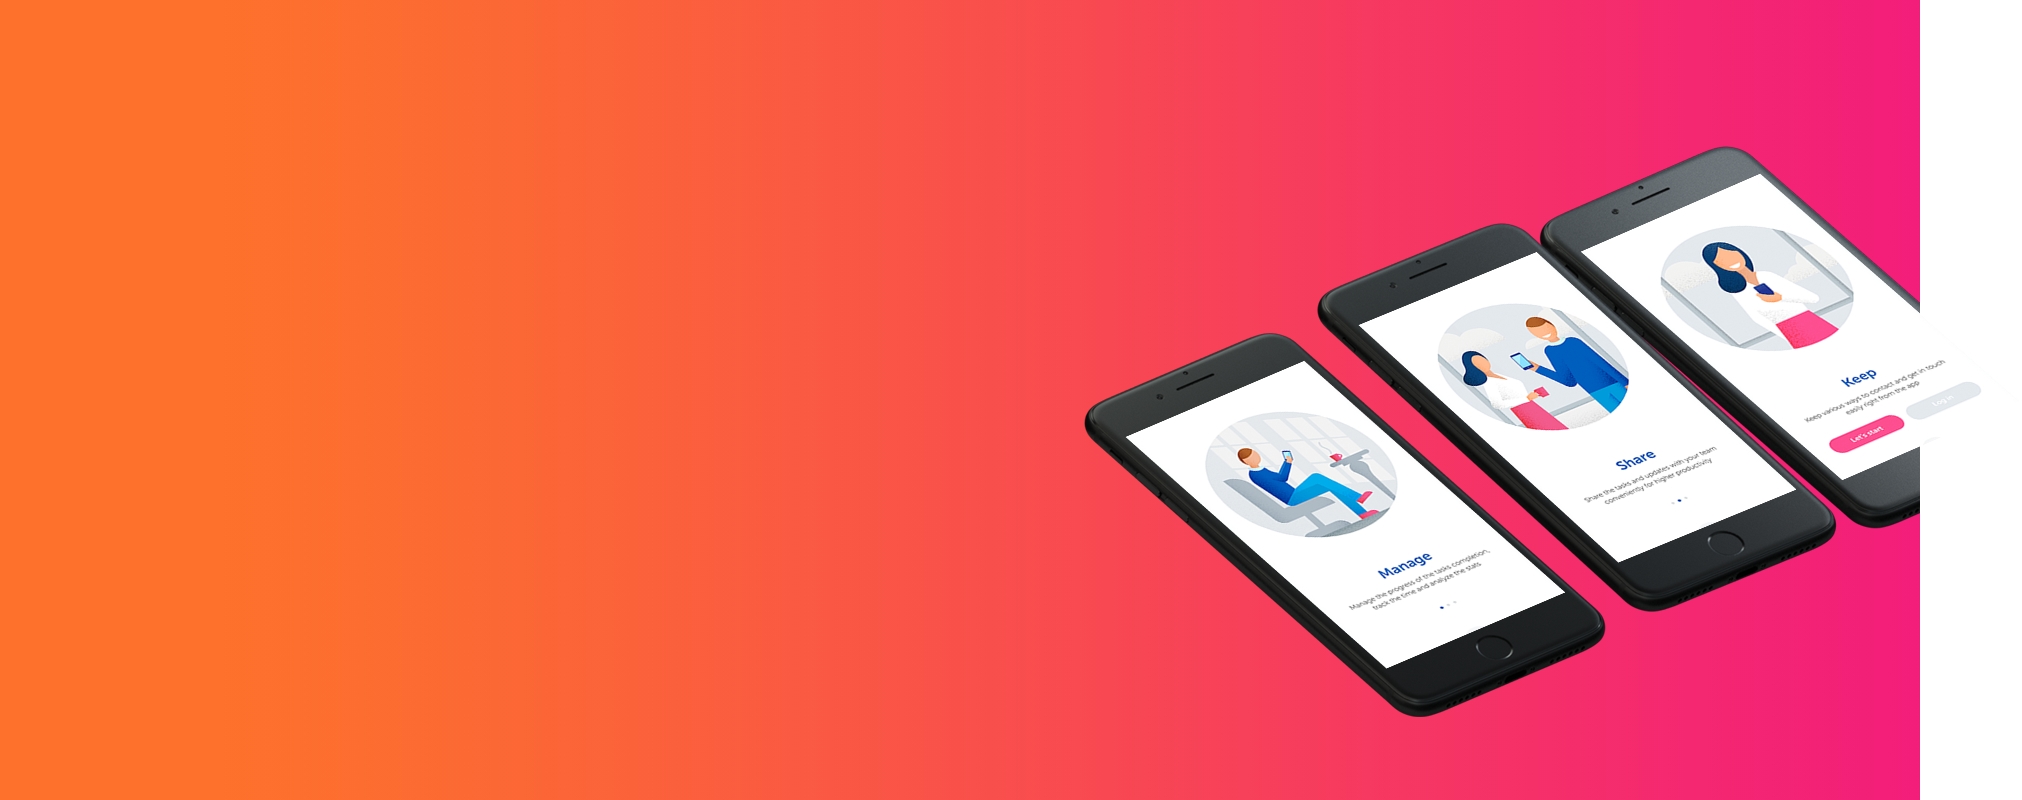 Manage
Manage the progress of the tasks completion,
track the time and analyze the stats
Share
Share the tasks and updates with your team
conveniently for higher productivity
Keep
Keep various ways to contact and get in touch
easily right from the app
Let's start
Log in